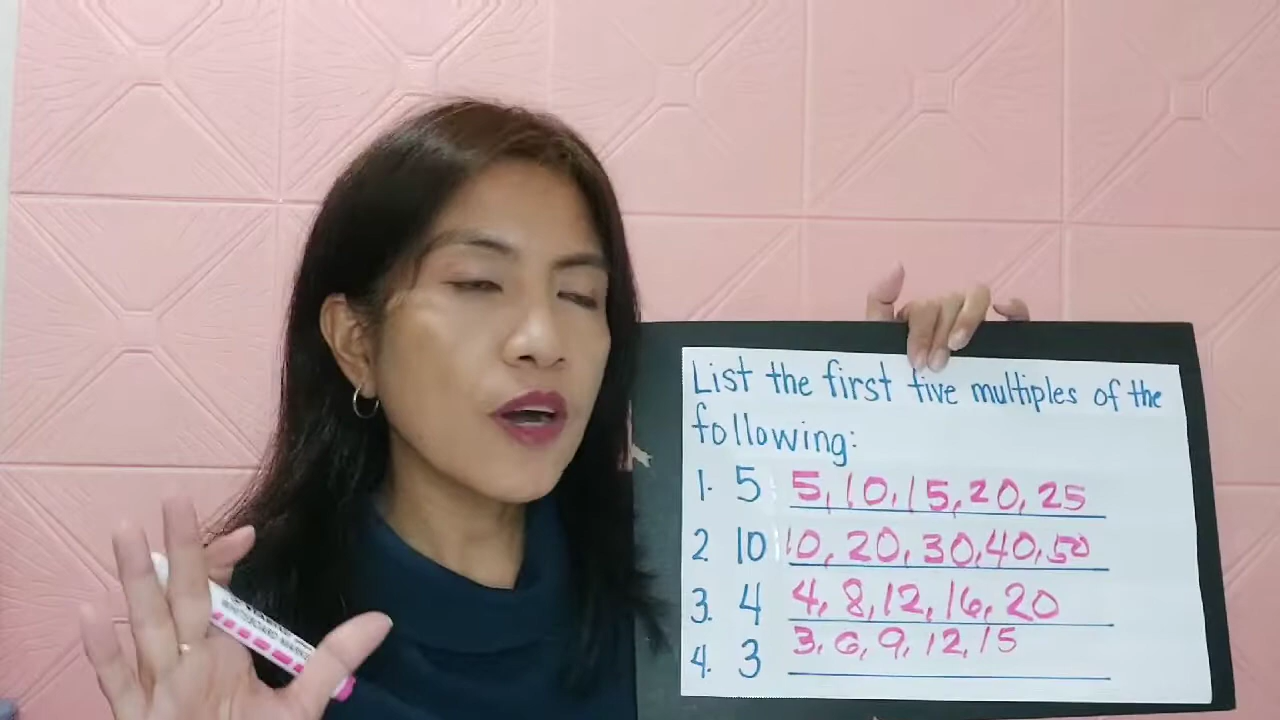 List the first five multiples of the
following:
1. 5 5, 10, 15, 20, 25
2 10 10, 20, 30, 40, 50
3. 4 4, 8, 12, 16, 20
4. 3 3, 6, 9, 12, 15